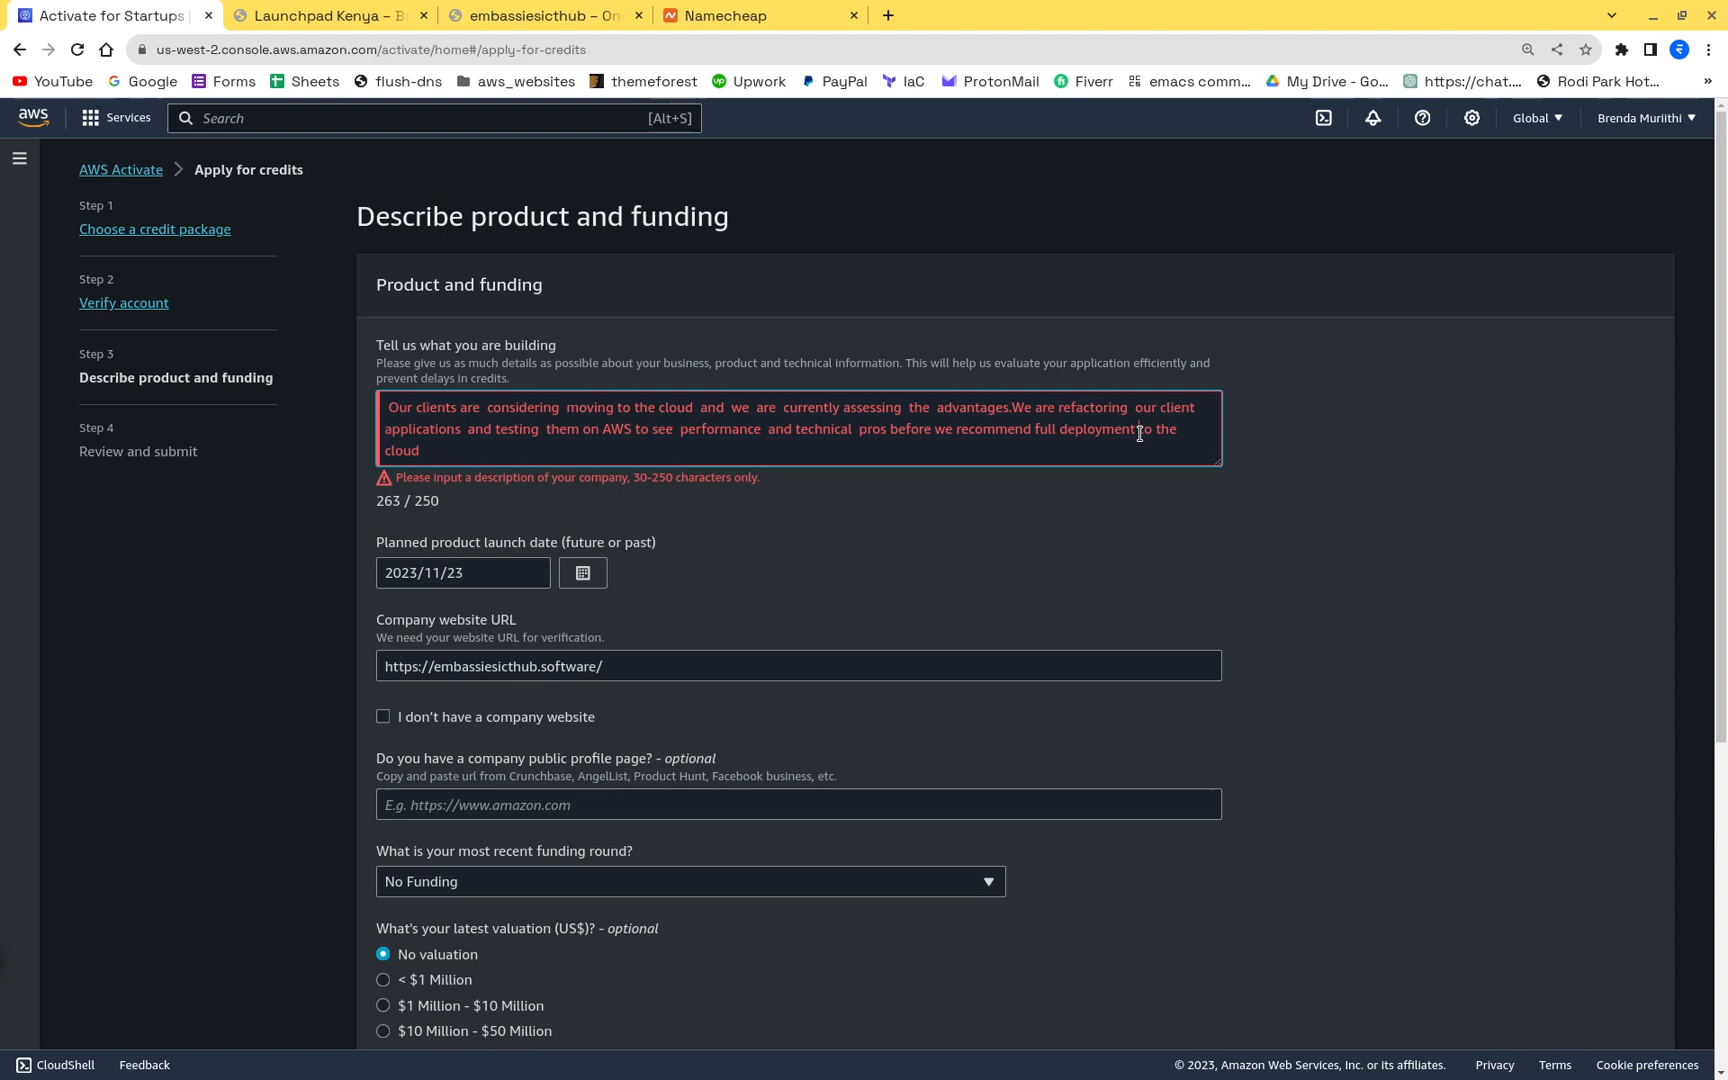 Activate for Startups
Launchpad Kenya – B
embassiesicthub – On
Namecheap
us-west-2.console.aws.amazon.com/activate/home#/apply-for-credits
YouTube
Google
Forms
Sheets
flush-dns
aws_websites
themeforest
Upwork
PayPal
IaC
ProtonMail
Fiverr
emacs comm...
My Drive - Go...
https://chat....
Rodi Park Hot...
»
aws
Services
Search
[Alt+S]
Global
Brenda Muriithi
AWS Activate
Apply for credits
Step 1
Choose a credit package
Step 2
Verify account
Step 3
Describe product and funding
Step 4
Review and submit
Describe product and funding
Product and funding
Tell us what you are building
Please give us as much details as possible about your business, product and technical information. This will help us evaluate your application efficiently and
prevent delays in credits.
Our clients are  considering  moving to the cloud  and  we  are  currently assessing  the  advantages.We are refactoring  our client
applications  and testing  them on AWS to see  performance  and technical  pros before we recommend full deployment to the
cloud
Please input a description of your company, 30-250 characters only.
263 / 250
Planned product launch date (future or past)
2023/11/23
Company website URL
We need your website URL for verification.
https://embassiesicthub.software/
I don’t have a company website
Do you have a company public profile page? - optional
Copy and paste url from Crunchbase, AngelList, Product Hunt, Facebook business, etc.
E.g. https://www.amazon.com
What is your most recent funding round?
No Funding
What's your latest valuation (US$)? - optional
No valuation
< $1 Million
$1 Million - $10 Million
$10 Million - $50 Million
CloudShell
Feedback
© 2023, Amazon Web Services, Inc. or its affiliates.
Privacy
Terms
Cookie preferences